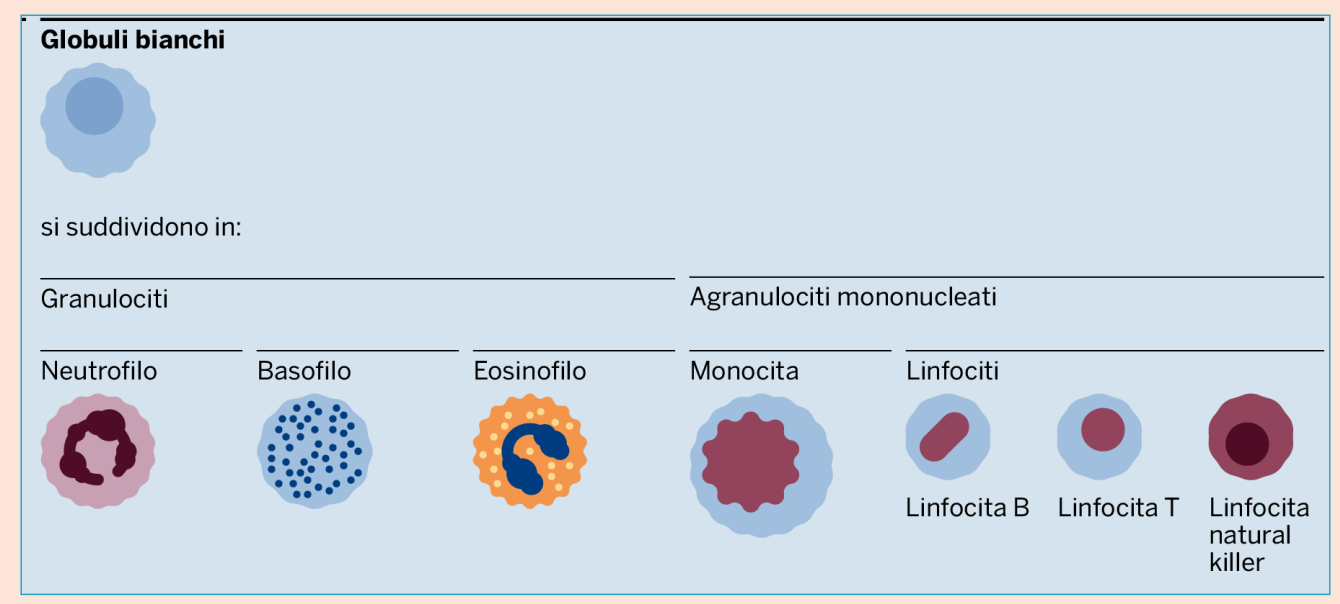 Globuli bianchi
si suddividono in:
Granulociti
Agranulociti mononucleati
Neutrofilo
Basofilo
Eosinofilo
Monocita
Linfociti
Linfocita B
Linfocita T
Linfocita
natural
killer